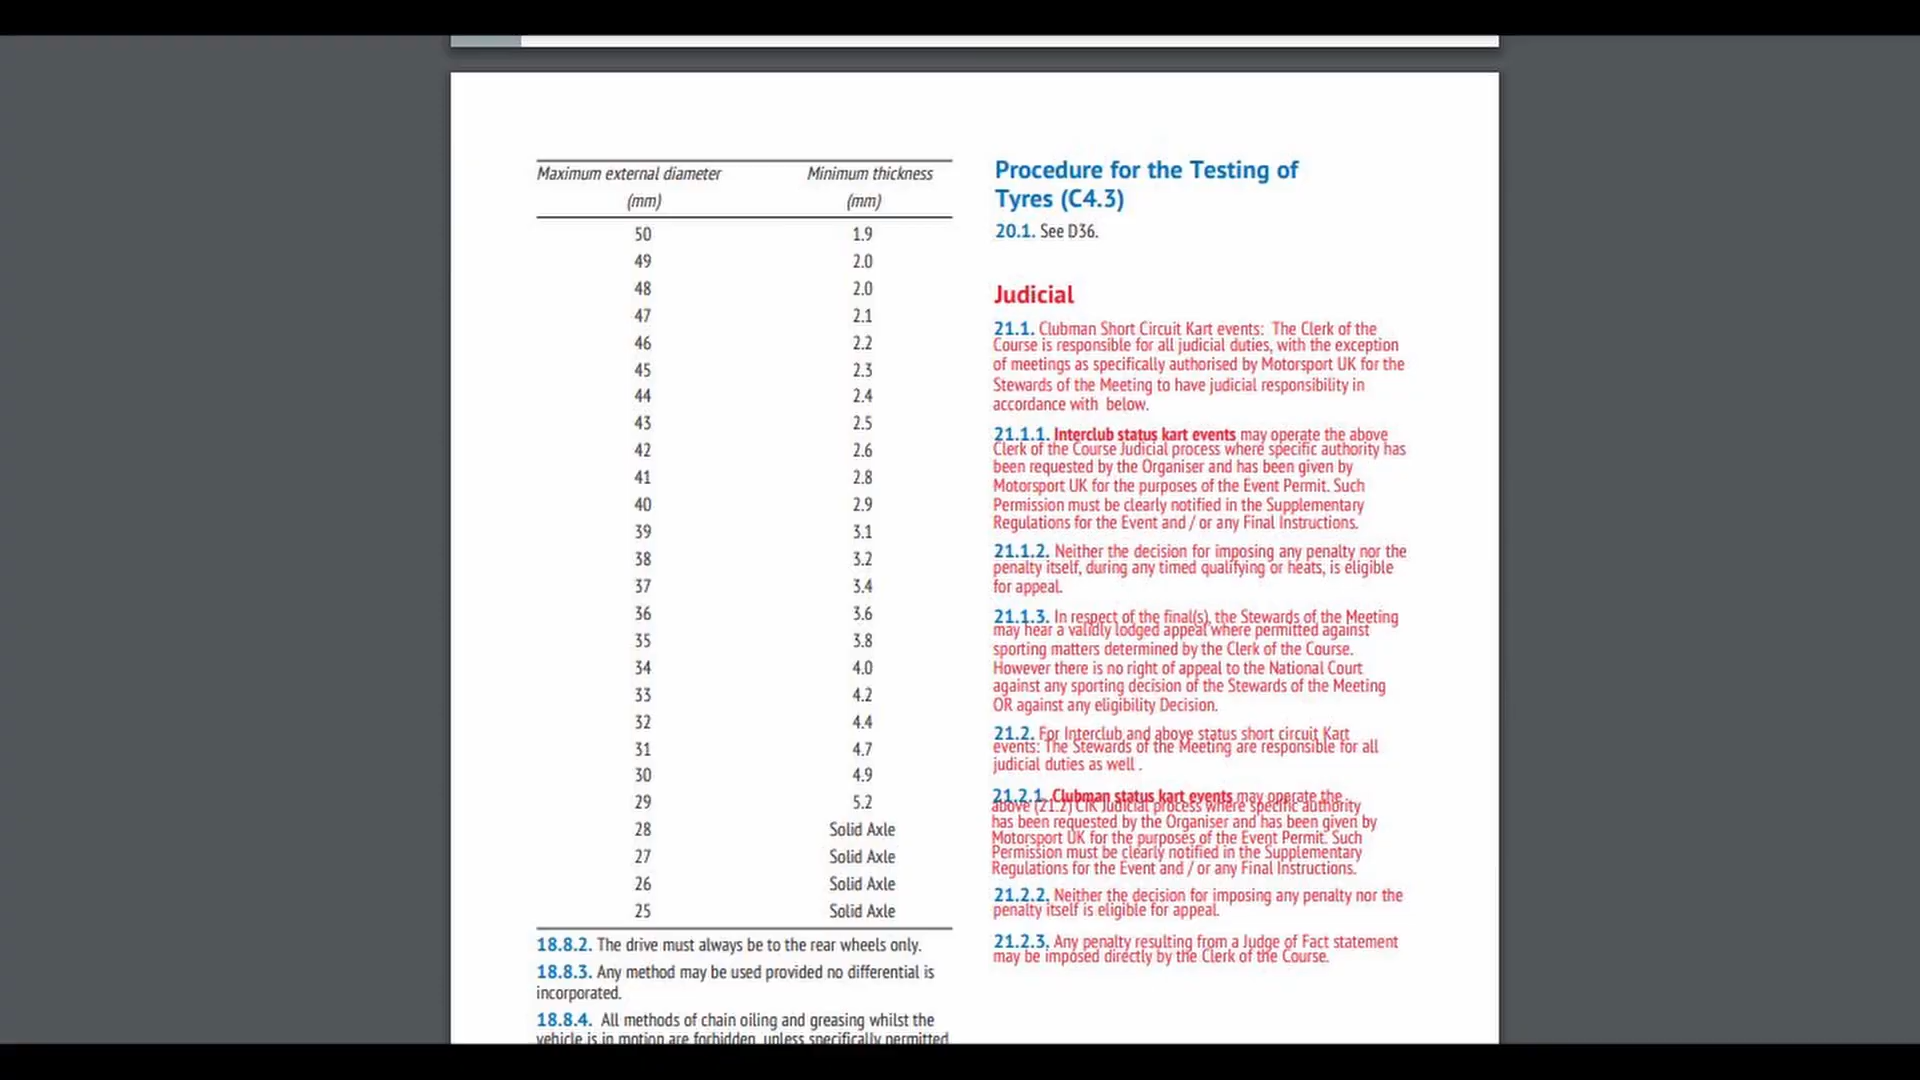 Maximum external diameter Minimum thickness
(mm) (mm)
50 1.9
49 2.0
48 2.0
47 2.1
46 2.2
45 2.3
44 2.4
43 2.5
42 2.6
41 2.8
40 2.9
39 3.1
38 3.2
37 3.4
36 3.6
35 3.8
34 4.0
33 4.2
32 4.4
31 4.7
30 4.9
29 5.2
28 Solid Axle
27 Solid Axle
26 Solid Axle
25 Solid Axle
18.8.2. The drive must always be to the rear wheels only.
18.8.3. Any method may be used provided no differential is
incorporated.
18.8.4. All methods of chain oiling and greasing whilst the
vehicle is in motion are forbidden, unless specifically permitted
Procedure for the Testing of
Tyres (C4.3)
20.1. See D36.
Judicial
21.1. Clubman Short Circuit Kart events: The Clerk of the
Course is responsible for all judicial duties, with the exception
of meetings as specifically authorised by Motorsport UK for the
Stewards of the Meeting to have judicial responsibility in
accordance with below.
21.1.1. Interclub status kart events may operate the above
Clerk of the Course Judicial process where specific authority has
been requested by the Organiser and has been given by
Motorsport UK for the purposes of the Event Permit. Such
Permission must be clearly notified in the Supplementary
Regulations for the Event and / or any Final Instructions.
21.1.2. Neither the decision for imposing any penalty nor the
penalty itself, during any timed qualifying or heats, is eligible
for appeal.
21.1.3. In respect of the final(s), the Stewards of the Meeting
may hear a validly lodged appeal where permitted against
sporting matters determined by the Clerk of the Course.
However there is no right of appeal to the National Court
against any sporting decision of the Stewards of the Meeting
OR against any eligibility Decision.
21.2. For Interclub and above status short circuit Kart
events: The Stewards of the Meeting are responsible for all
judicial duties as well .
21.2.1. Clubman status kart events may operate the
above (21.2) CIK Judicial process where specific authority
has been requested by the Organiser and has been given by
Motorsport UK for the purposes of the Event Permit. Such
Permission must be clearly notified in the Supplementary
Regulations for the Event and / or any Final Instructions.
21.2.2. Neither the decision for imposing any penalty nor the
penalty itself is eligible for appeal.
21.2.3. Any penalty resulting from a Judge of Fact statement
may be imposed directly by the Clerk of the Course.